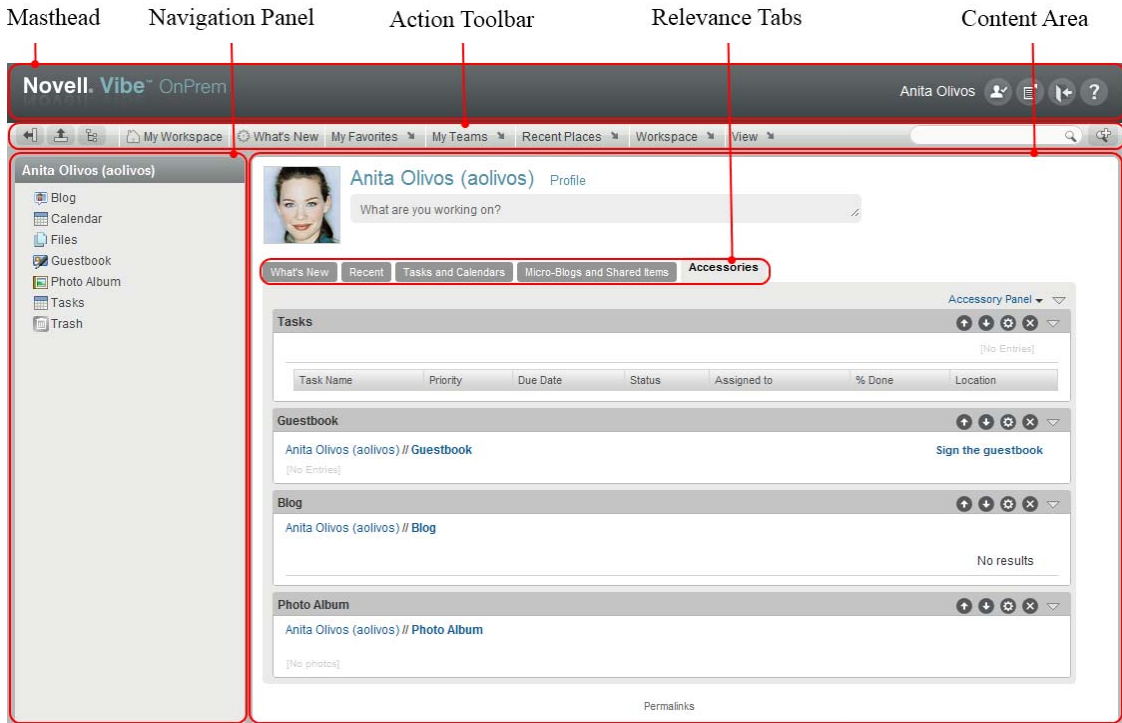 Masthead Navigation Panel Action Toolbar Relevance Tabs Content Area
Novell. Vibe™ OnPrem
Anita Olivos ?
My Workspace What's New My Favorites My Teams Recent Places Workspace View
Anita Olivos (aolivos)
Blog
Calendar
Files
Guestbook
Photo Album
Tasks
Trash
Anita Olivos (aolivos) Profile
What are you working on?
What's New Recent Tasks and Calendars Micro-Blogs and Shared Items Accessories
Accessory Panel
Tasks
[No Entries]
Task Name Priority Due Date Status Assigned to % Done Location
Guestbook
Anita Olivos (aolivos) // Guestbook Sign the guestbook
[No Entries]
Blog
Anita Olivos (aolivos) // Blog
No results
Photo Album
Anita Olivos (aolivos) // Photo Album
[No photos]
Permalinks